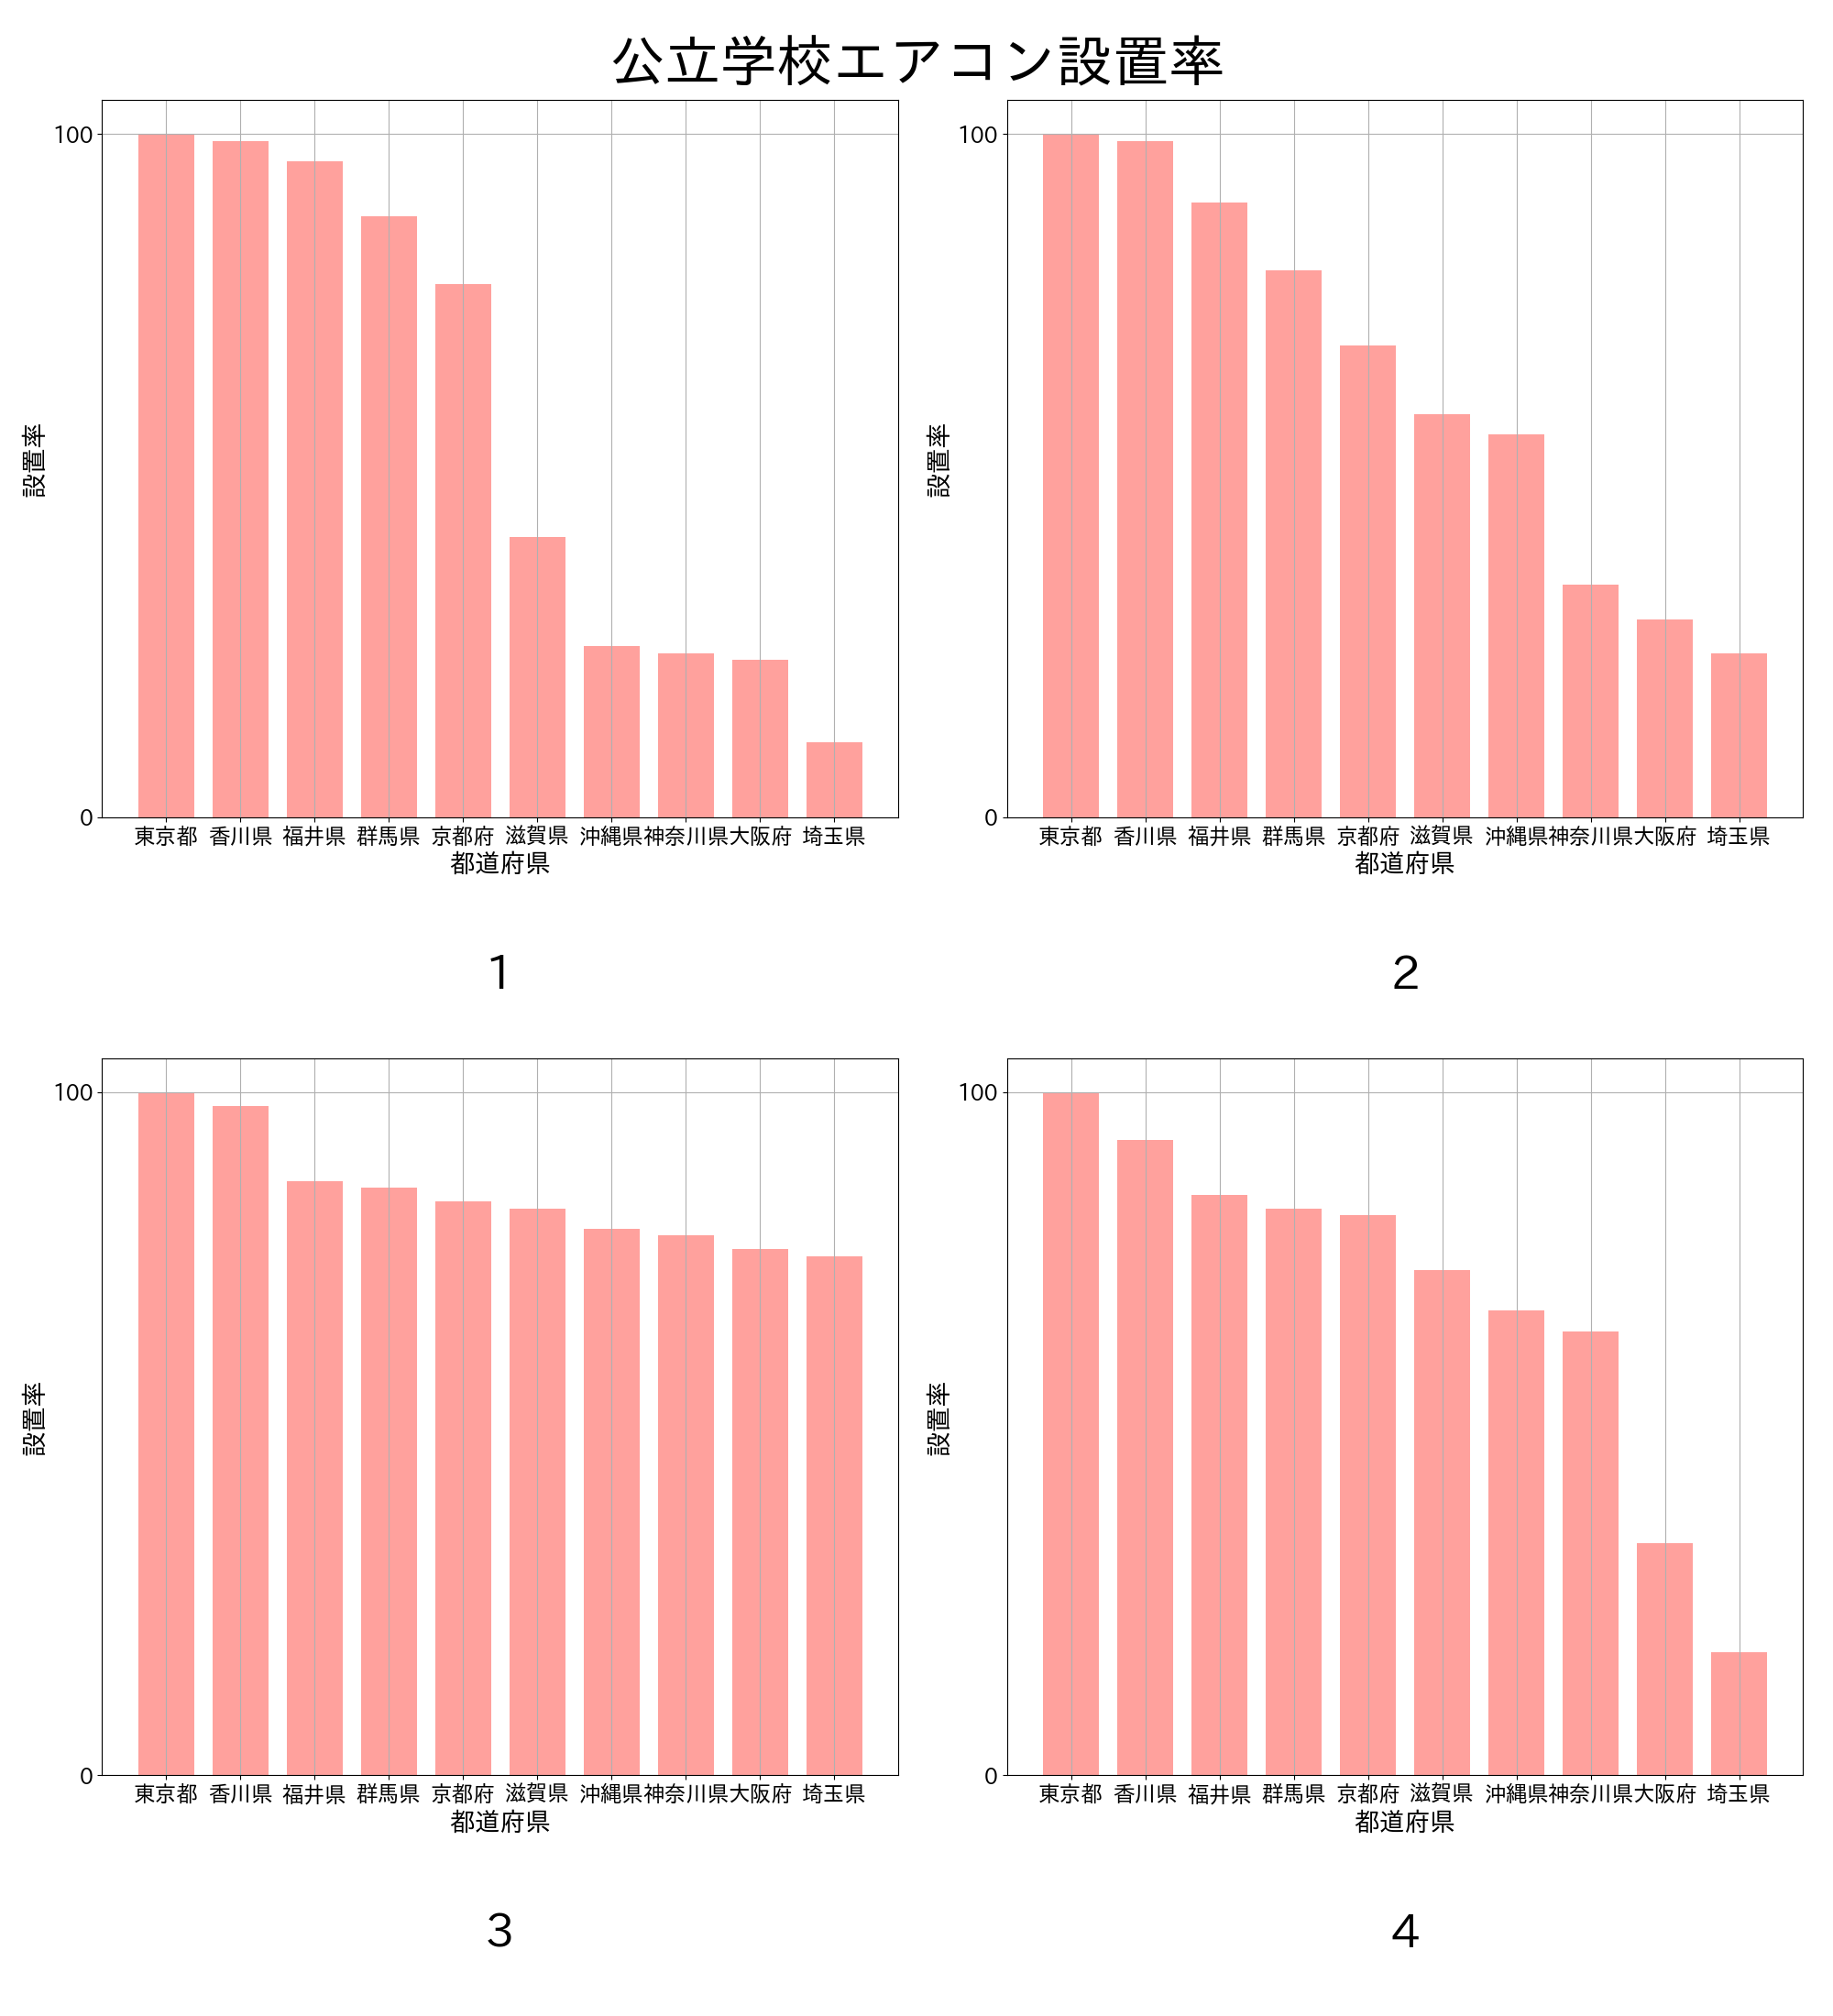 公立学校エアコン設置率
100
0
設置率
東京都 香川県 福井県 群馬県 京都府 滋賀県 沖縄県 神奈川県 大阪府 埼玉県
都道府県
1
100
0
設置率
東京都 香川県 福井県 群馬県 京都府 滋賀県 沖縄県 神奈川県 大阪府 埼玉県
都道府県
2
100
0
設置率
東京都 香川県 福井県 群馬県 京都府 滋賀県 沖縄県 神奈川県 大阪府 埼玉県
都道府県
3
100
0
設置率
東京都 香川県 福井県 群馬県 京都府 滋賀県 沖縄県 神奈川県 大阪府 埼玉県
都道府県
4